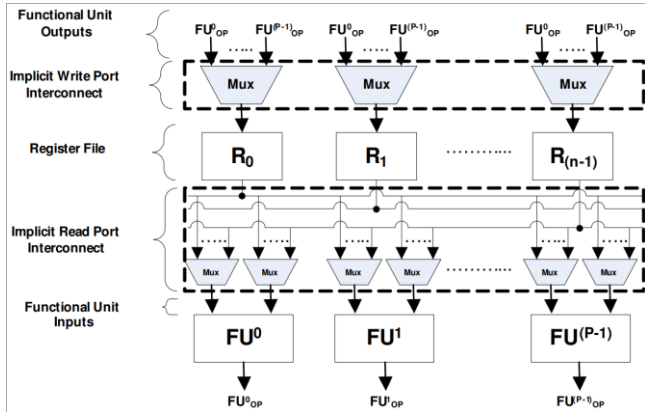 Functional Unit
Outputs
FU⁰OP FU⁽ᴾ⁻¹⁾OP FU⁰OP FU⁽ᴾ⁻¹⁾OP FU⁰OP FU⁽ᴾ⁻¹⁾OP
Implicit Write Port
Interconnect
Mux Mux Mux
Register File
R₀ R₁ R₍ₙ₋₁₎
Implicit Read Port
Interconnect
Mux Mux Mux Mux Mux Mux
Functional Unit
Inputs
FU⁰ FU¹ FU⁽ᴾ⁻¹⁾
FU⁰OP FU¹OP FU⁽ᴾ⁻¹⁾OP